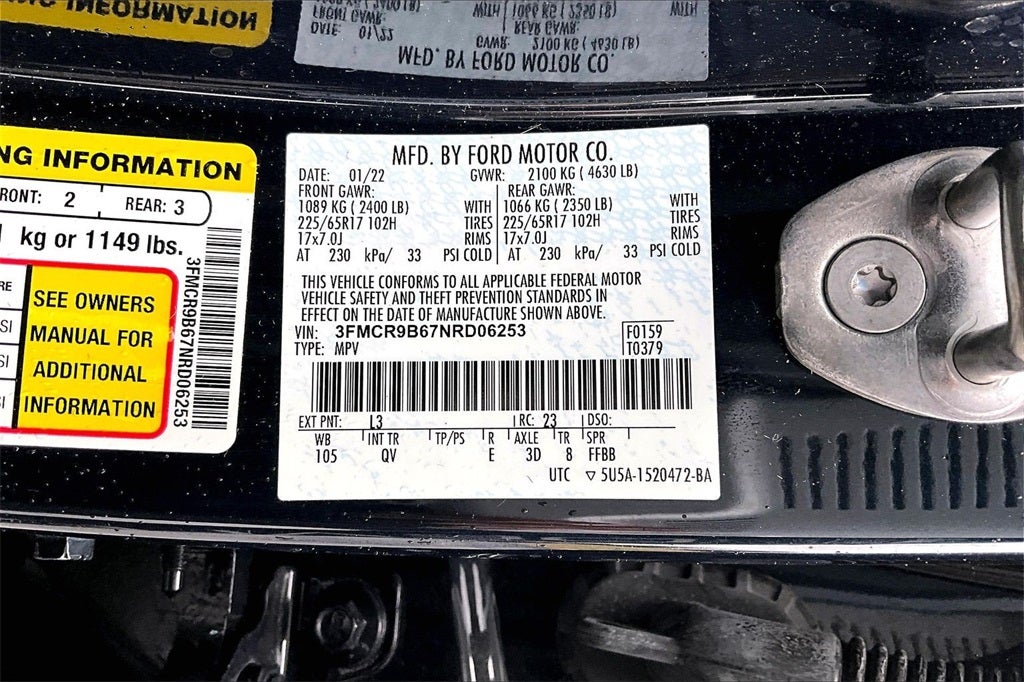 NG INFORMATION
RONT: 2 REAR: 3
kg or 1149 lbs.
RE
SI
SI
SI
SEE OWNERS
MANUAL FOR
ADDITIONAL
INFORMATION
3FMCR9B67NRD06253
MFD. BY FORD MOTOR CO.
DATE: 01/22 GVWR: 2100 KG ( 4630 LB)
FRONT GAWR: REAR GAWR:
1089 KG ( 2400 LB) WITH 1066 KG ( 2350 LB) WITH
225/65R17 102H TIRES 225/65R17 102H TIRES
17x7.0J RIMS 17x7.0J RIMS
AT 230 kPa/ 33 PSI COLD AT 230 kPa/ 33 PSI COLD
THIS VEHICLE CONFORMS TO ALL APPLICABLE FEDERAL MOTOR
VEHICLE SAFETY AND THEFT PREVENTION STANDARDS IN
EFFECT ON THE DATE OF MANUFACTURE SHOWN ABOVE.
VIN: 3FMCR9B67NRD06253 F0159
TYPE: MPV T0379
EXT PNT: L3 RC: 23 DSO:
WB INT TR TP/PS R AXLE TR SPR
105 QV E 3D 8 FFBB
UTC ▽ 5U5A-1520472-BA